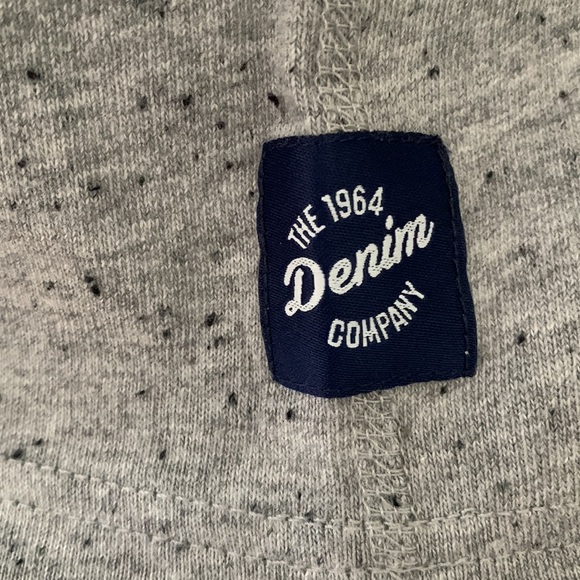 THE 1964
Denim
COMPANY